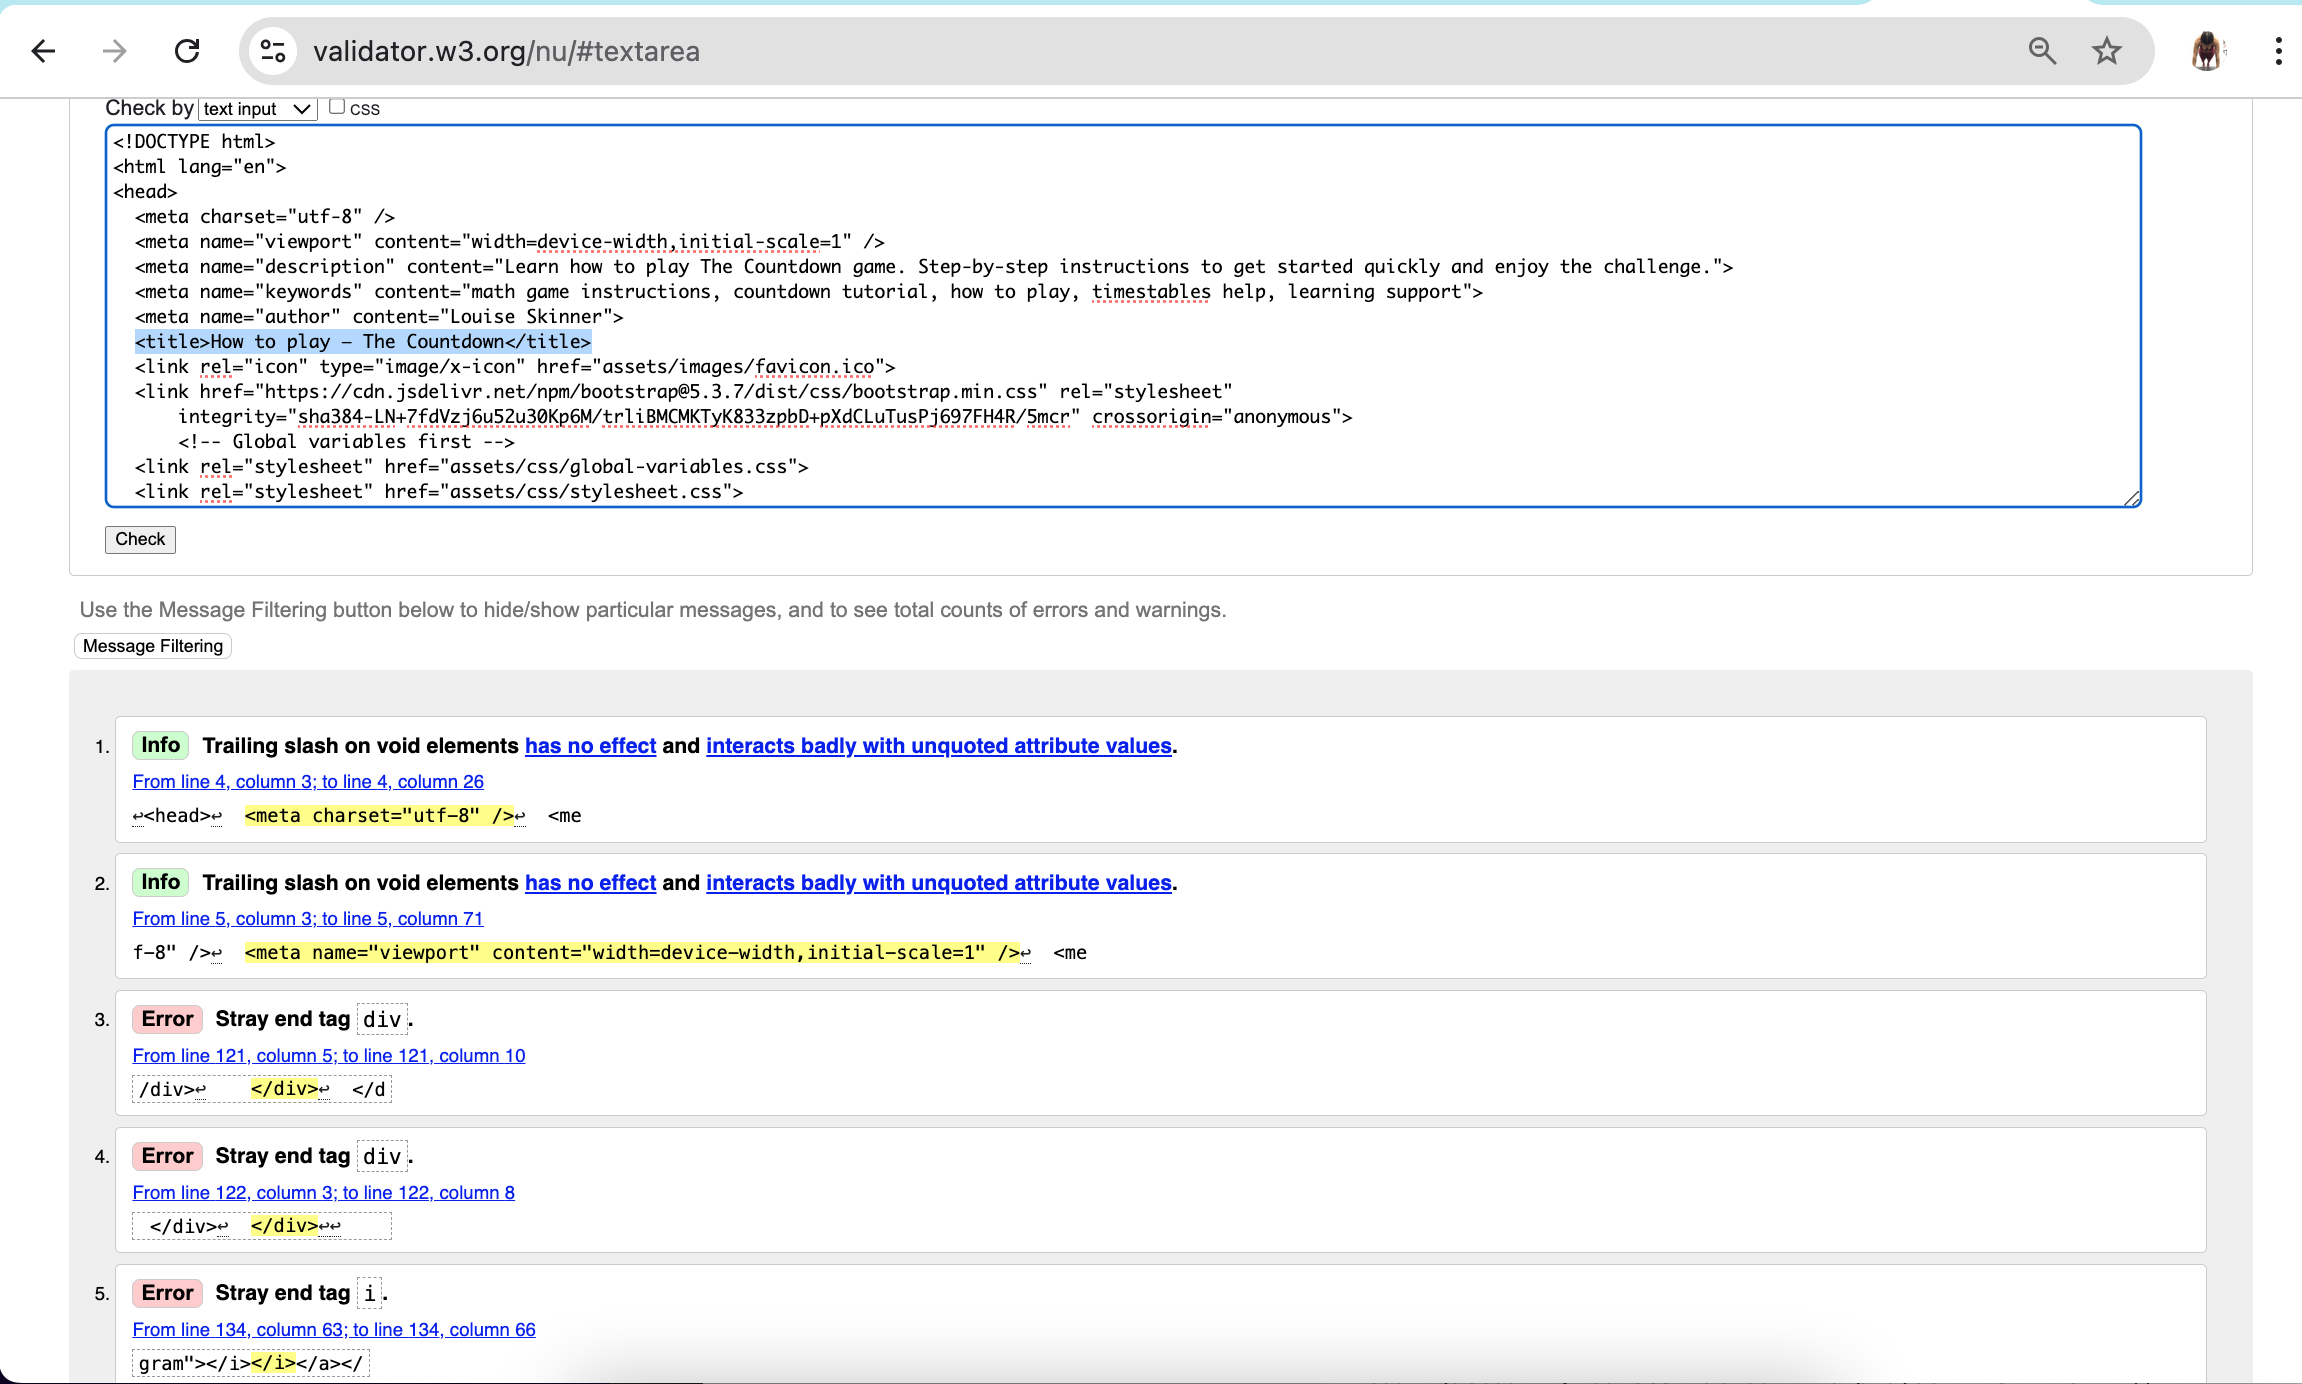 validator.w3.org/nu/#textarea
Check by text input css
<!DOCTYPE html>
<html lang="en">
<head>
<meta charset="utf-8" />
<meta name="viewport" content="width=device-width,initial-scale=1" />
<meta name="description" content="Learn how to play The Countdown game. Step-by-step instructions to get started quickly and enjoy the challenge.">
<meta name="keywords" content="math game instructions, countdown tutorial, how to play, timestables help, learning support">
<meta name="author" content="Louise Skinner">
<title>How to play – The Countdown</title>
<link rel="icon" type="image/x-icon" href="assets/images/favicon.ico">
<link href="https://cdn.jsdelivr.net/npm/bootstrap@5.3.7/dist/css/bootstrap.min.css" rel="stylesheet"
integrity="sha384-LN+7fdVzj6u52u30Kp6M/trliBMCMKTyK833zpbD+pXdCLuTusPj697FH4R/5mcr" crossorigin="anonymous">
<!-- Global variables first -->
<link rel="stylesheet" href="assets/css/global-variables.css">
<link rel="stylesheet" href="assets/css/stylesheet.css">
Check
Use the Message Filtering button below to hide/show particular messages, and to see total counts of errors and warnings.
Message Filtering
1. Info Trailing slash on void elements has no effect and interacts badly with unquoted attribute values.
From line 4, column 3; to line 4, column 26
↩<head>↩ <meta charset="utf-8" />↩ <me
2. Info Trailing slash on void elements has no effect and interacts badly with unquoted attribute values.
From line 5, column 3; to line 5, column 71
f-8" />↩ <meta name="viewport" content="width=device-width,initial-scale=1" />↩ <me
3. Error Stray end tag div.
From line 121, column 5; to line 121, column 10
/div>↩ </div>↩ </d
4. Error Stray end tag div.
From line 122, column 3; to line 122, column 8
</div>↩ </div>↩↩
5. Error Stray end tag i.
From line 134, column 63; to line 134, column 66
gram"></i></i></a></